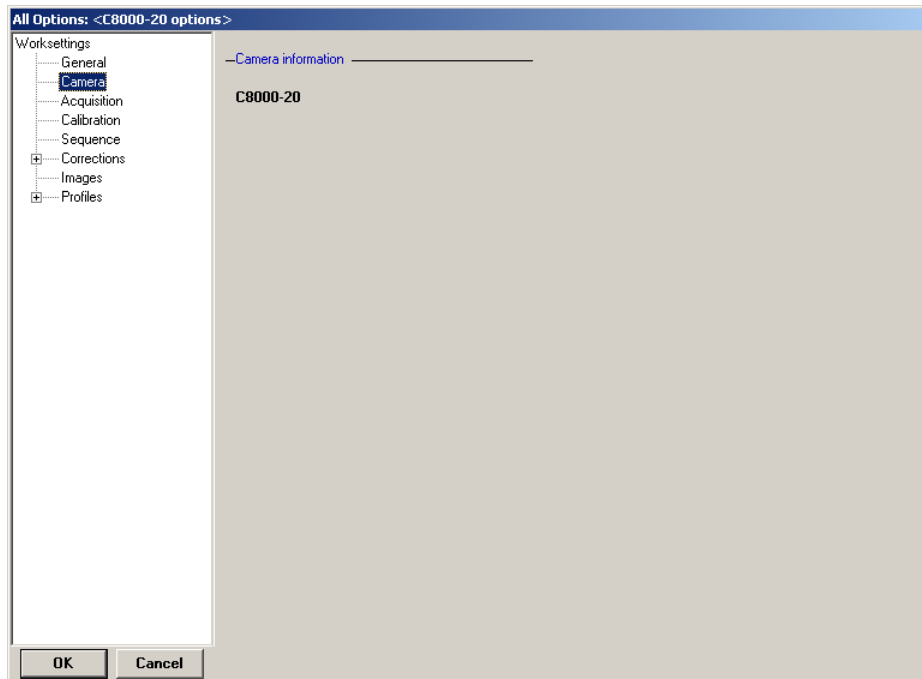 All Options: <C8000-20 options>
Worksettings
General
Camera
Acquisition
Calibration
Sequence
Corrections
Images
Profiles
Camera information
C8000-20
OK
Cancel